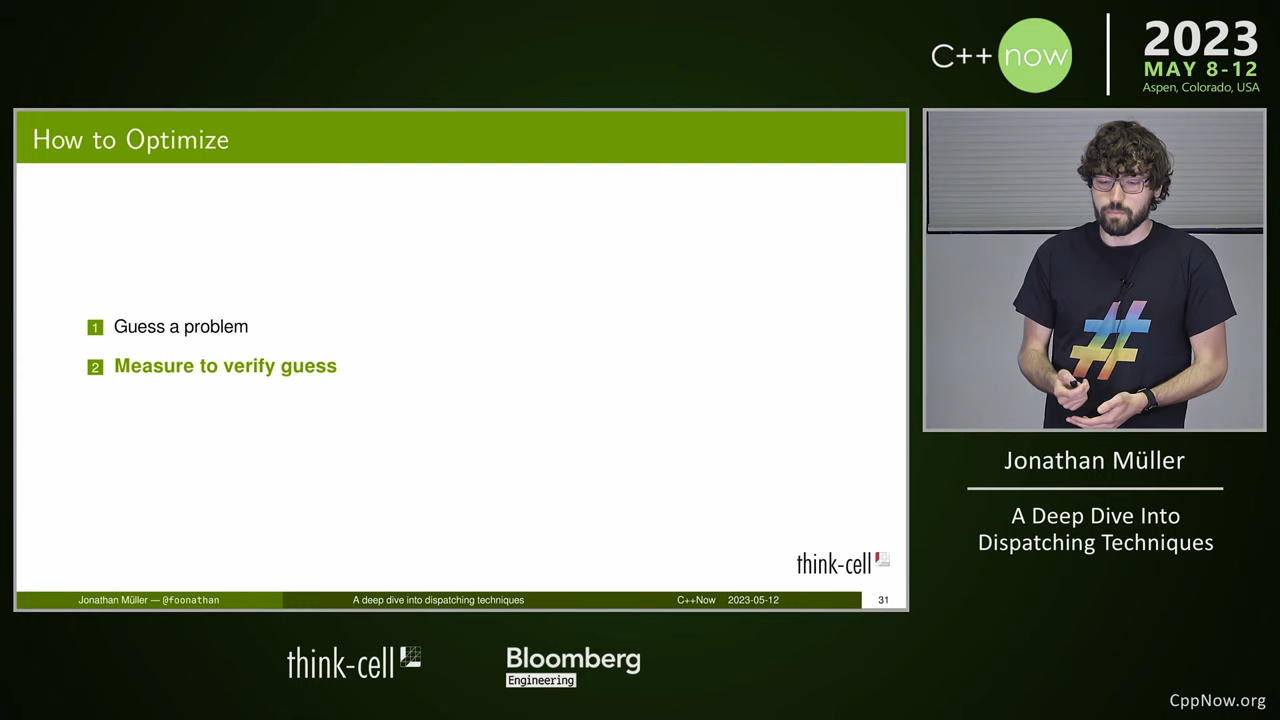 C++ now
2023
MAY 8-12
Aspen, Colorado, USA
How to Optimize
1 Guess a problem
2 Measure to verify guess
think-cell
Jonathan Müller — @foonathan A deep dive into dispatching techniques C++Now 2023-05-12 31
#
Jonathan Müller
A Deep Dive Into
Dispatching Techniques
think-cell
Bloomberg
Engineering
CppNow.org